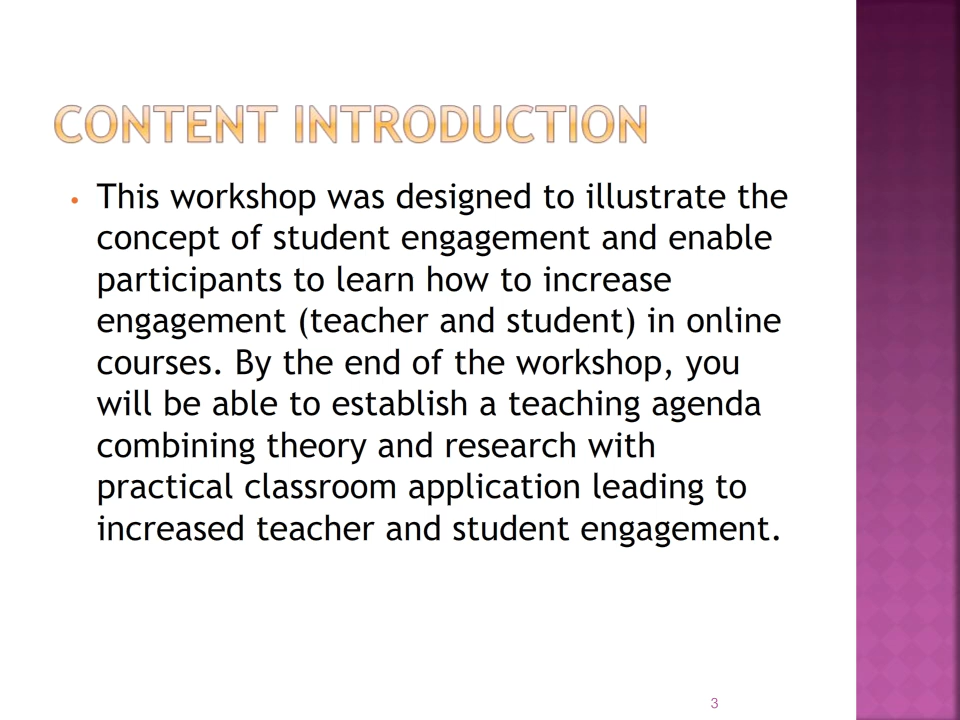 CONTENT INTRODUCTION
• This workshop was designed to illustrate the
concept of student engagement and enable
participants to learn how to increase
engagement (teacher and student) in online
courses. By the end of the workshop, you
will be able to establish a teaching agenda
combining theory and research with
practical classroom application leading to
increased teacher and student engagement.
3